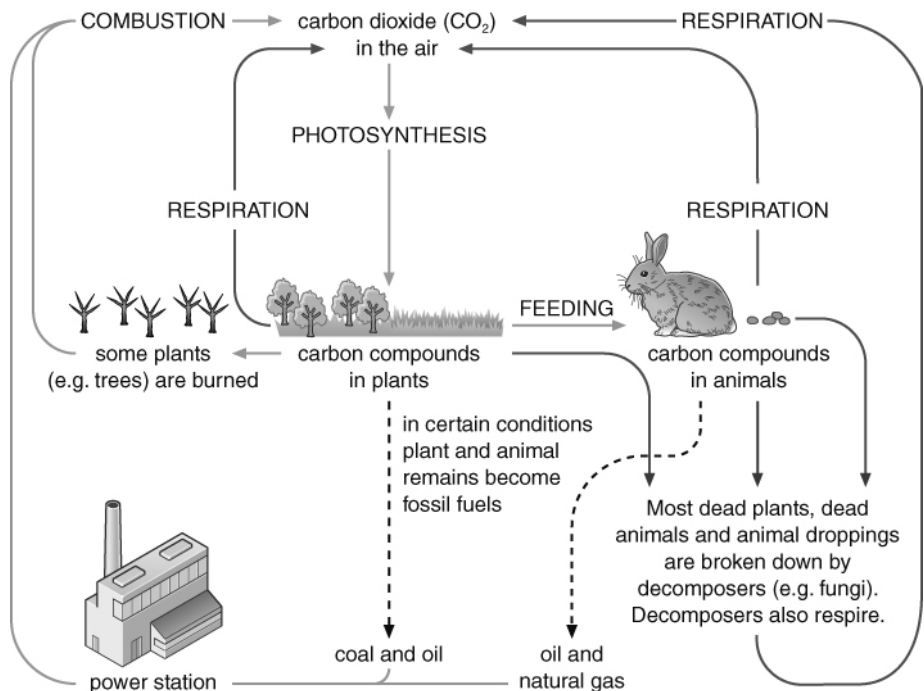 COMBUSTION
carbon dioxide (CO₂)
in the air
RESPIRATION
PHOTOSYNTHESIS
RESPIRATION
RESPIRATION
FEEDING
some plants
(e.g. trees) are burned
carbon compounds
in plants
carbon compounds
in animals
in certain conditions
plant and animal
remains become
fossil fuels
Most dead plants, dead
animals and animal droppings
are broken down by
decomposers (e.g. fungi).
Decomposers also respire.
coal and oil
oil and
natural gas
power station